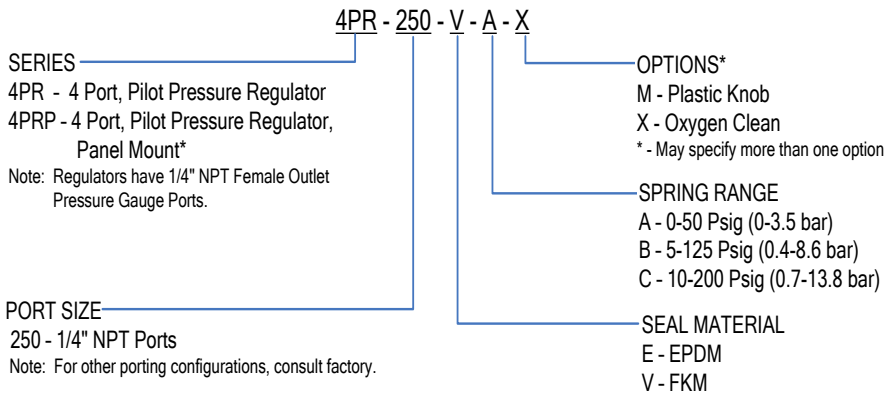 4PR - 250 - V - A - X
SERIES
4PR - 4 Port, Pilot Pressure Regulator
4PRP - 4 Port, Pilot Pressure Regulator,
Panel Mount*
Note: Regulators have 1/4" NPT Female Outlet
Pressure Gauge Ports.
PORT SIZE
250 - 1/4" NPT Ports
Note: For other porting configurations, consult factory.
OPTIONS*
M - Plastic Knob
X - Oxygen Clean
* - May specify more than one option
SPRING RANGE
A - 0-50 Psig (0-3.5 bar)
B - 5-125 Psig (0.4-8.6 bar)
C - 10-200 Psig (0.7-13.8 bar)
SEAL MATERIAL
E - EPDM
V - FKM